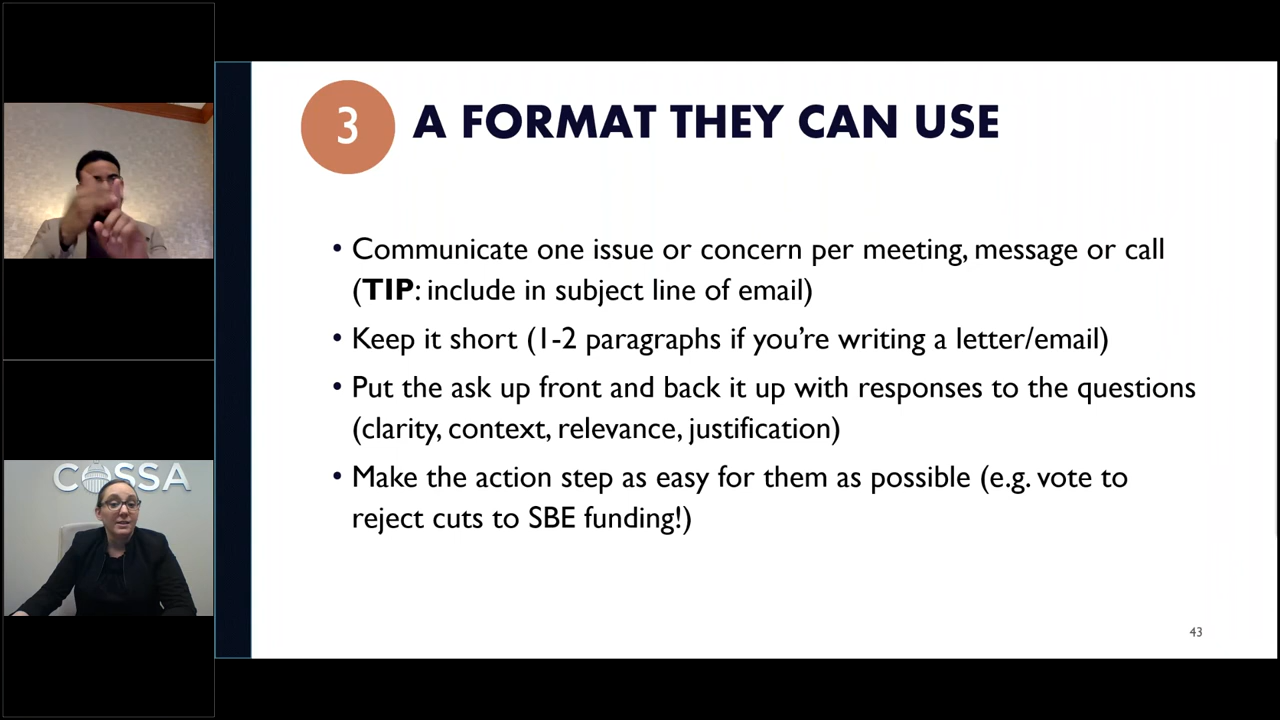 3 A FORMAT THEY CAN USE
• Communicate one issue or concern per meeting, message or call
(TIP: include in subject line of email)
• Keep it short (1-2 paragraphs if you’re writing a letter/email)
• Put the ask up front and back it up with responses to the questions
(clarity, context, relevance, justification)
• Make the action step as easy for them as possible (e.g. vote to
reject cuts to SBE funding!)
COSSA
43